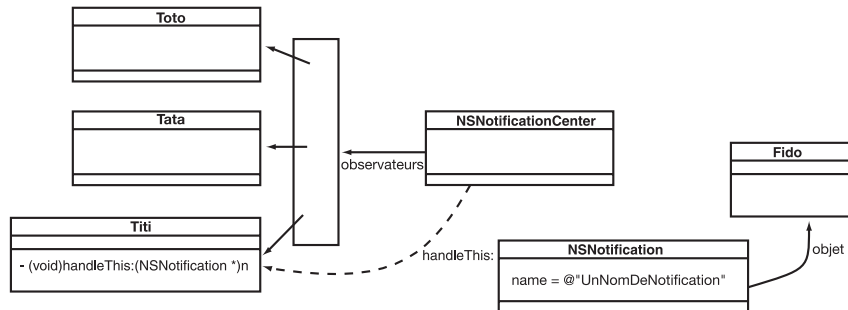 Toto
Tata
NSNotificationCenter
observateurs
Fido
Titi
- (void)handleThis:(NSNotification *)n
handleThis:
NSNotification
objet
name = @"UnNomDeNotification"